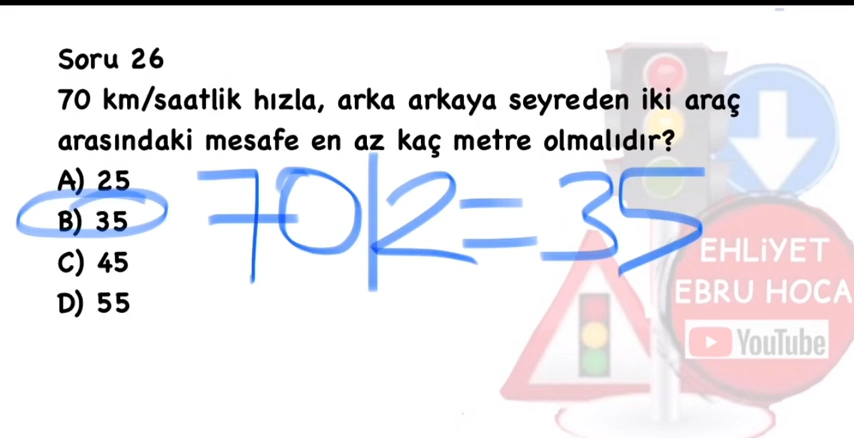 Soru 26
70 km/saatlik hızla, arka arkaya seyreden iki araç
arasındaki mesafe en az kaç metre olmalıdır?
A) 25
B) 35
C) 45
D) 55
70|2=35
EHLİYET
EBRU HOCA
YouTube